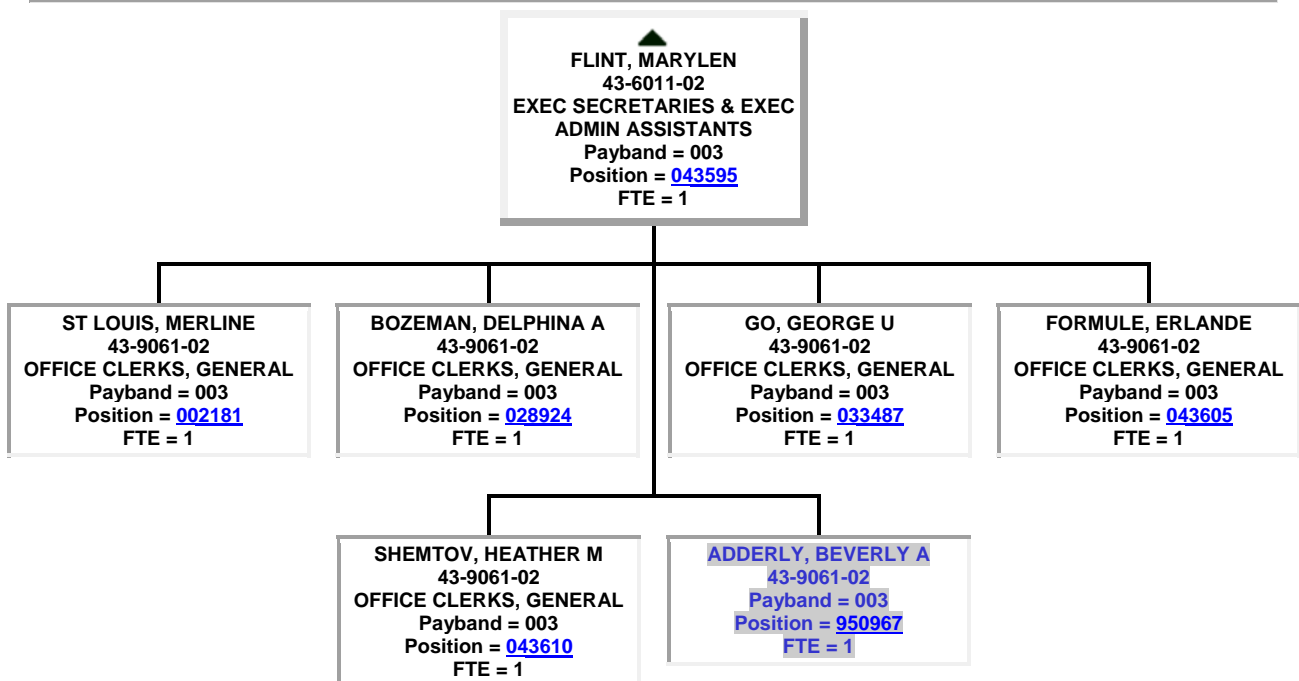 FLINT, MARYLEN
43-6011-02
EXEC SECRETARIES & EXEC
ADMIN ASSISTANTS
Payband = 003
Position = 043595
FTE = 1
ST LOUIS, MERLINE
43-9061-02
OFFICE CLERKS, GENERAL
Payband = 003
Position = 002181
FTE = 1
BOZEMAN, DELPHINA A
43-9061-02
OFFICE CLERKS, GENERAL
Payband = 003
Position = 028924
FTE = 1
GO, GEORGE U
43-9061-02
OFFICE CLERKS, GENERAL
Payband = 003
Position = 033487
FTE = 1
FORMULE, ERLANDE
43-9061-02
OFFICE CLERKS, GENERAL
Payband = 003
Position = 043605
FTE = 1
SHEMTOV, HEATHER M
43-9061-02
OFFICE CLERKS, GENERAL
Payband = 003
Position = 043610
FTE = 1
ADDERLY, BEVERLY A
43-9061-02
Payband = 003
Position = 950967
FTE = 1